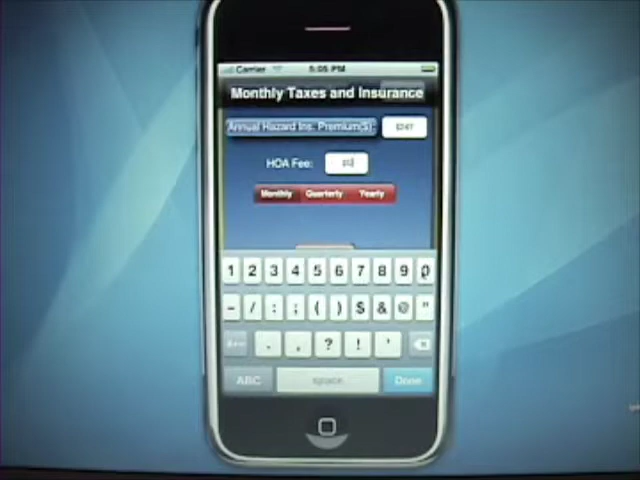 Carrier 5:05 PM
Monthly Taxes and Insurance
Annual Hazard Ins. Premium($):
HOA Fee:
Monthly Quarterly Yearly
1 2 3 4 5 6 7 8 9 0
- / : ; ( ) $ & @ "
#+= . , ? ! '
ABC space Done